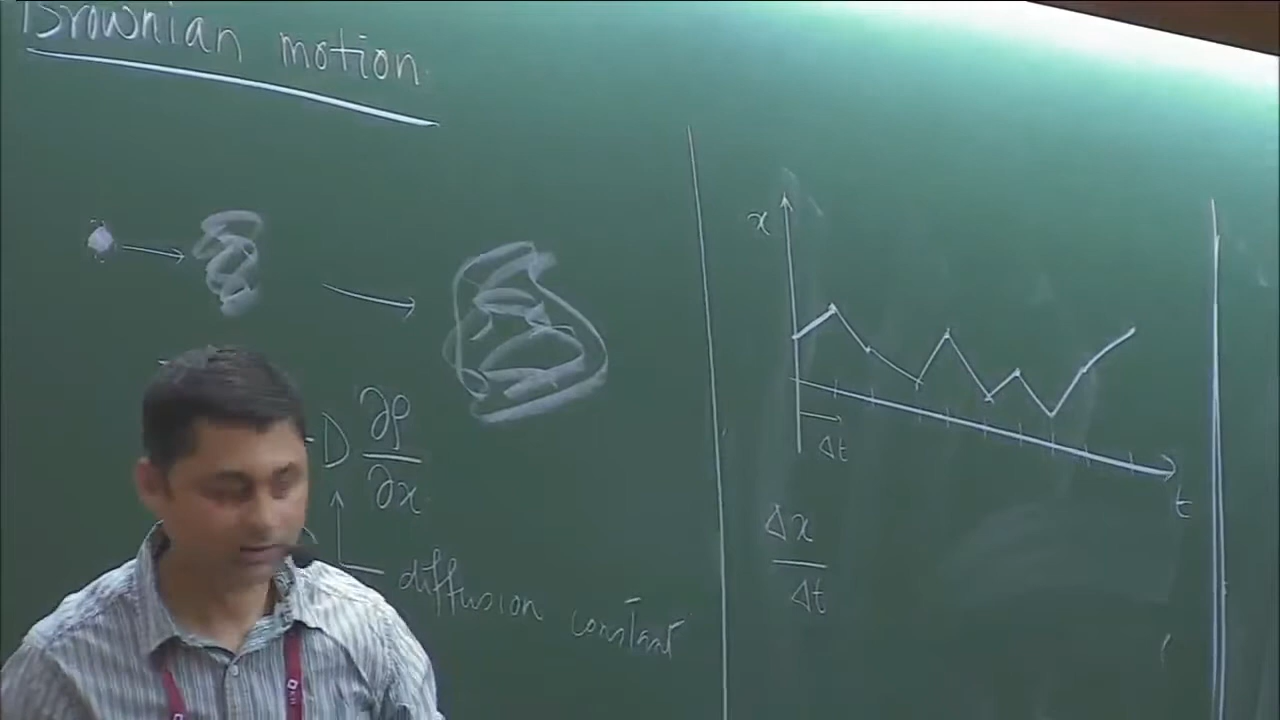 Brownian motion
- D ∂ρ
∂x
diffusion constant
x
Δt
t
Δx
Δt